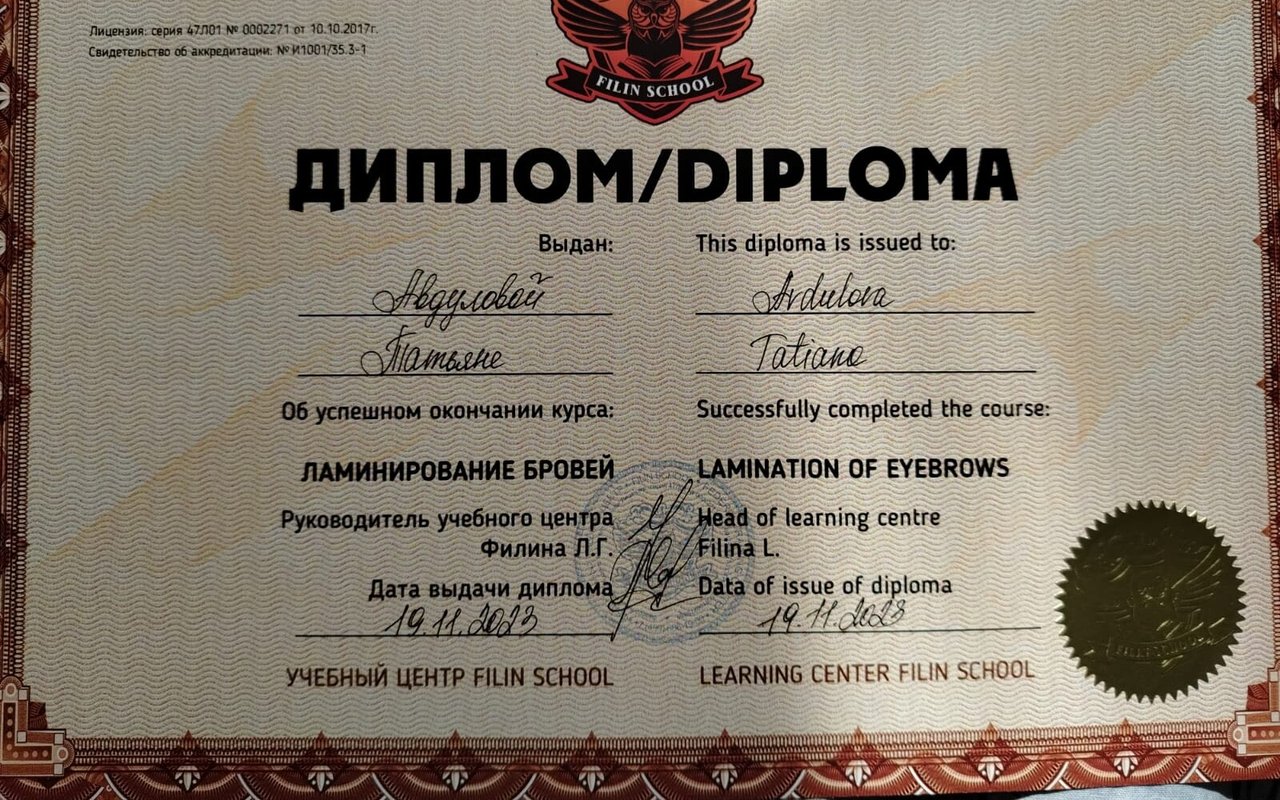 Лицензия: серия 47Л01 № 0002271 от 10.10.2017г.
Свидетельство об аккредитации: № И1001/35.3-1
FILIN SCHOOL
ДИПЛОМ/DIPLOMA
Выдан: This diploma is issued to:
Авдуловой Avdulova
Татьяне Tatiana
Об успешном окончании курса: Successfully completed the course:
ЛАМИНИРОВАНИЕ БРОВЕЙ LAMINATION OF EYEBROWS
Руководитель учебного центра Head of learning centre
Филина Л.Г. Filina L.
Дата выдачи диплома Data of issue of diploma
19.11.2023 19.11.2023
УЧЕБНЫЙ ЦЕНТР FILIN SCHOOL LEARNING CENTER FILIN SCHOOL